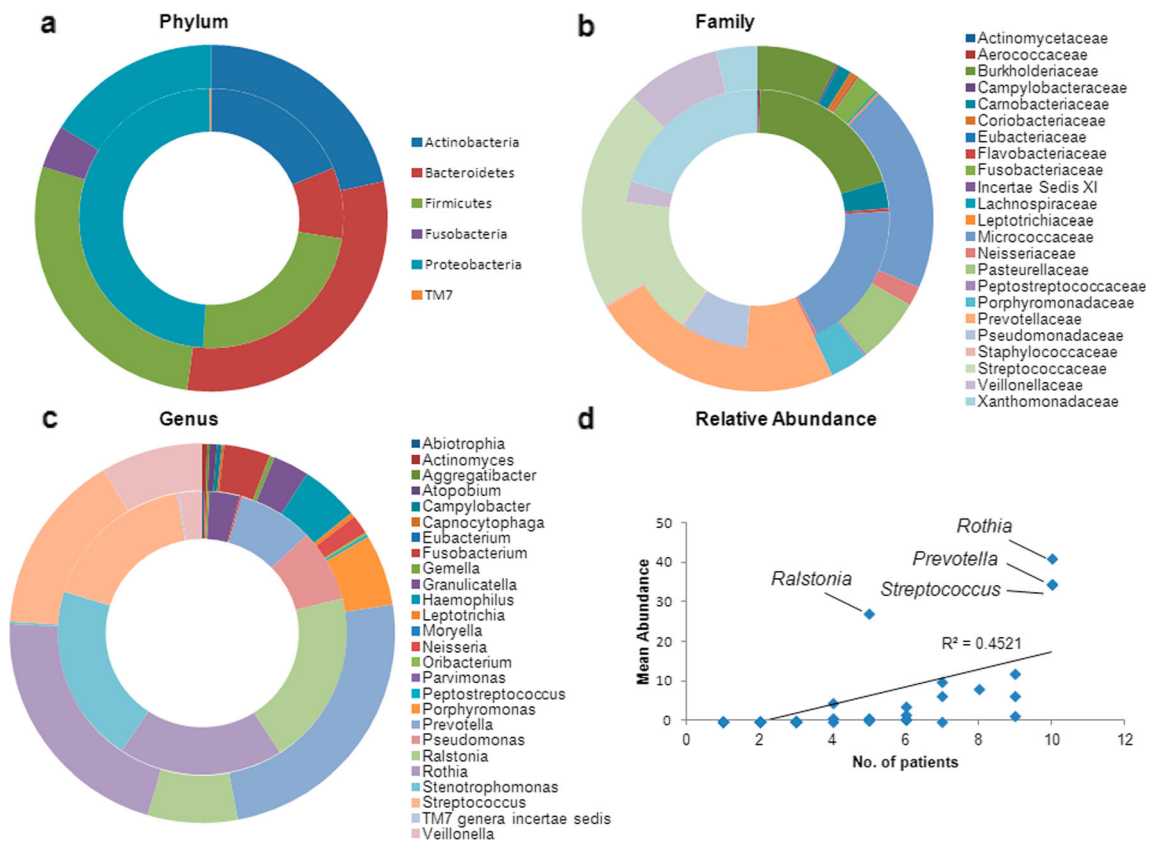 a
Phylum
Actinobacteria
Bacteroidetes
Firmicutes
Fusobacteria
Proteobacteria
TM7
b
Family
Actinomycetaceae
Aerococcaceae
Burkholderiaceae
Campylobacteraceae
Carnobacteriaceae
Coriobacteriaceae
Eubacteriaceae
Flavobacteriaceae
Fusobacteriaceae
Incertae Sedis XI
Lachnospiraceae
Leptotrichiaceae
Micrococcaceae
Neisseriaceae
Pasteurellaceae
Peptostreptococcaceae
Porphyromonadaceae
Prevotellaceae
Pseudomonadaceae
Staphylococcaceae
Streptococcaceae
Veillonellaceae
Xanthomonadaceae
c
Genus
Abiotrophia
Actinomyces
Aggregatibacter
Atopobium
Campylobacter
Capnocytophaga
Eubacterium
Fusobacterium
Gemella
Granulicatella
Haemophilus
Leptotrichia
Moryella
Neisseria
Oribacterium
Parvimonas
Peptostreptococcus
Porphyromonas
Prevotella
Pseudomonas
Ralstonia
Rothia
Stenotrophomonas
Streptococcus
TM7 genera incertae sedis
Veillonella
d
Relative Abundance
Mean Abundance
50
40
30
20
10
0
Rothia
Prevotella
Streptococcus
Ralstonia
R² = 0.4521
0 2 4 6 8 10 12
No. of patients